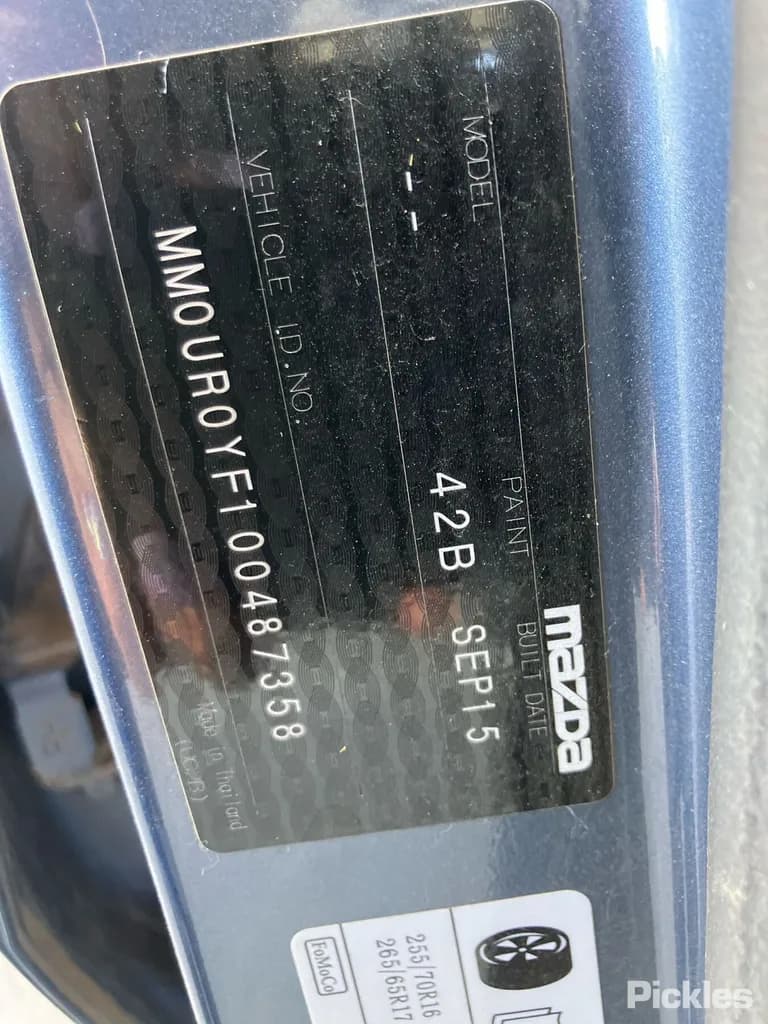 mazDa
MODEL PAINT BUILT DATE
-- 42B SEP15
VEHICLE ID.NO.
MM0UR0YF100487358
Made in Thailand
255/70R16
265/65R17
FoMoCo
Pickles